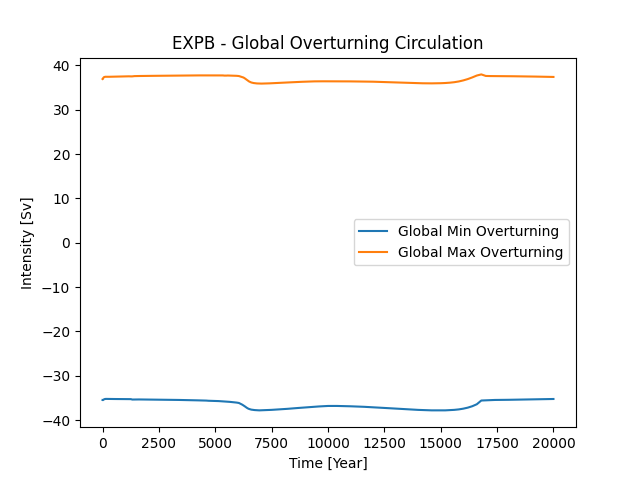 EXPB - Global Overturning Circulation
Intensity [Sv]
40
30
20
10
0
−10
−20
−30
−40
Global Min Overturning
Global Max Overturning
0 2500 5000 7500 10000 12500 15000 17500 20000
Time [Year]